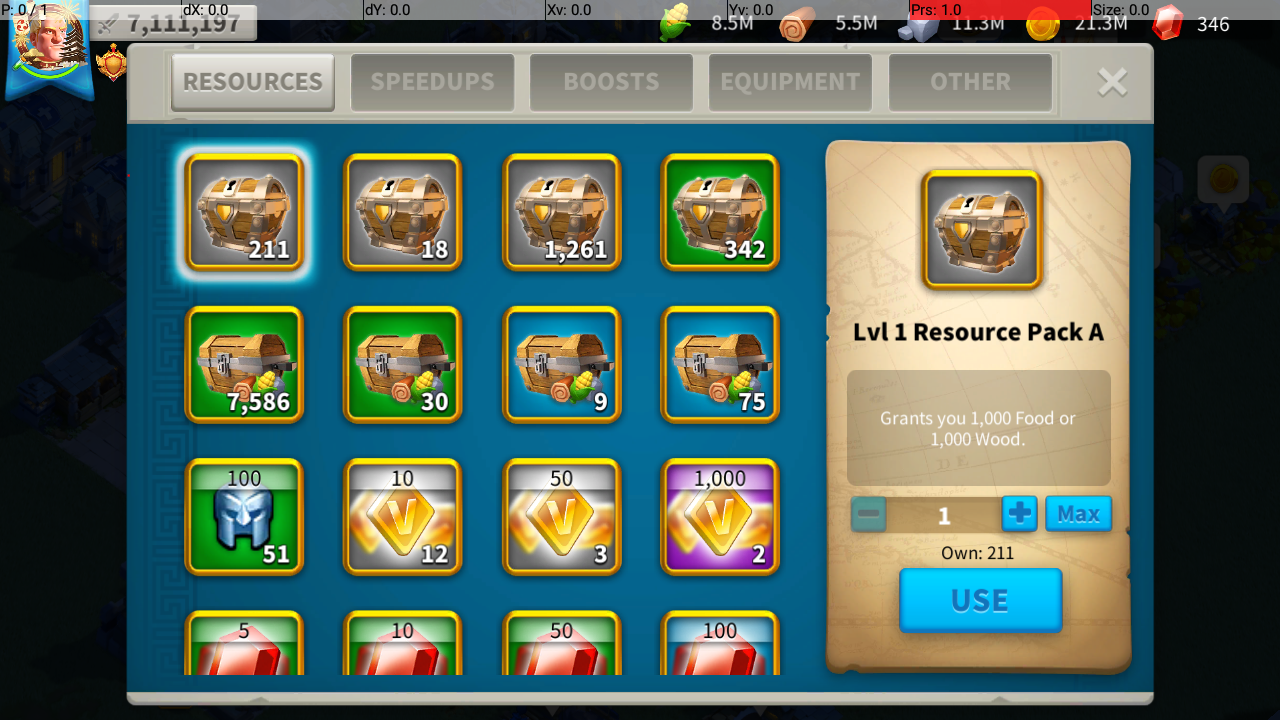 P: 0 / 1
dX: 0.0
dY: 0.0
Xv: 0.0
Yv: 0.0
Prs: 1.0
Size: 0.0
7,111,197
8.5M
5.5M
11.3M
21.3M
346
RESOURCES
SPEEDUPS
BOOSTS
EQUIPMENT
OTHER
211
18
1,261
342
7,586
30
9
75
100
51
10
V
12
50
V
3
1,000
V
2
5
10
50
100
Lvl 1 Resource Pack A
Grants you 1,000 Food or
1,000 Wood.
1
Max
Own: 211
USE